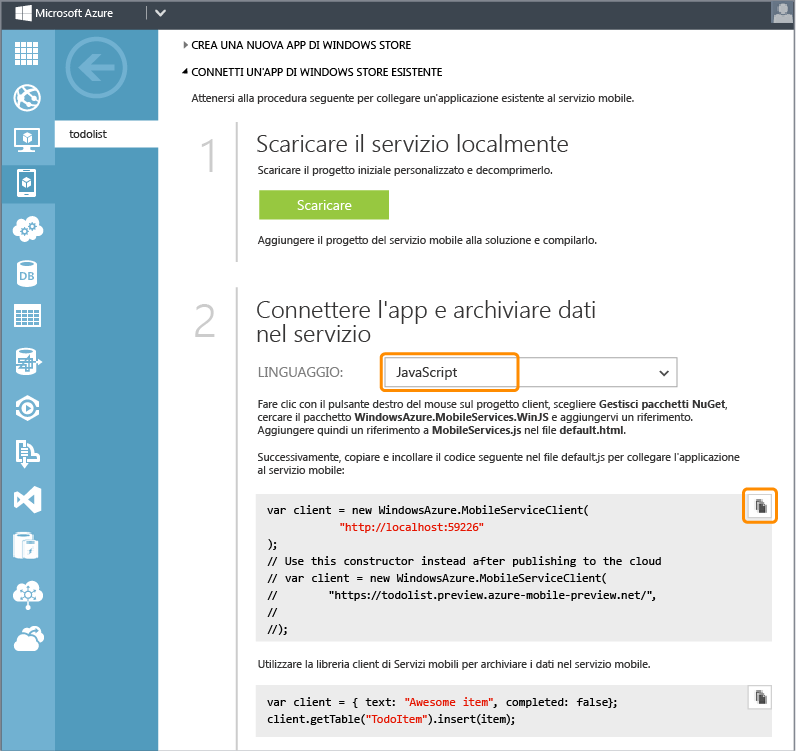 Microsoft Azure
CREA UNA NUOVA APP DI WINDOWS STORE
CONNETTI UN'APP DI WINDOWS STORE ESISTENTE
Attenersi alla procedura seguente per collegare un'applicazione esistente al servizio mobile.
todolist
DB
1
Scaricare il servizio localmente
Scaricare il progetto iniziale personalizzato e decomprimerlo.
Scaricare
Aggiungere il progetto del servizio mobile alla soluzione e compilarlo.
2
Connettere l'app e archiviare dati
nel servizio
LINGUAGGIO:
JavaScript
Fare clic con il pulsante destro del mouse sul progetto client, scegliere Gestisci pacchetti NuGet,
cercare il pacchetto WindowsAzure.MobileServices.WinJS e aggiungervi un riferimento.
Aggiungere quindi un riferimento a MobileServices.js nel file default.html.
Successivamente, copiare e incollare il codice seguente nel file default.js per collegare l'applicazione
al servizio mobile:
var client = new WindowsAzure.MobileServiceClient(
"http://localhost:59226"
);
// Use this constructor instead after publishing to the cloud
// var client = new WindowsAzure.MobileServiceClient(
// "https://todolist.preview.azure-mobile-preview.net/",
//
//);
Utilizzare la libreria client di Servizi mobili per archiviare i dati nel servizio mobile.
var client = { text: "Awesome item", completed: false};
client.getTable("TodoItem").insert(item);